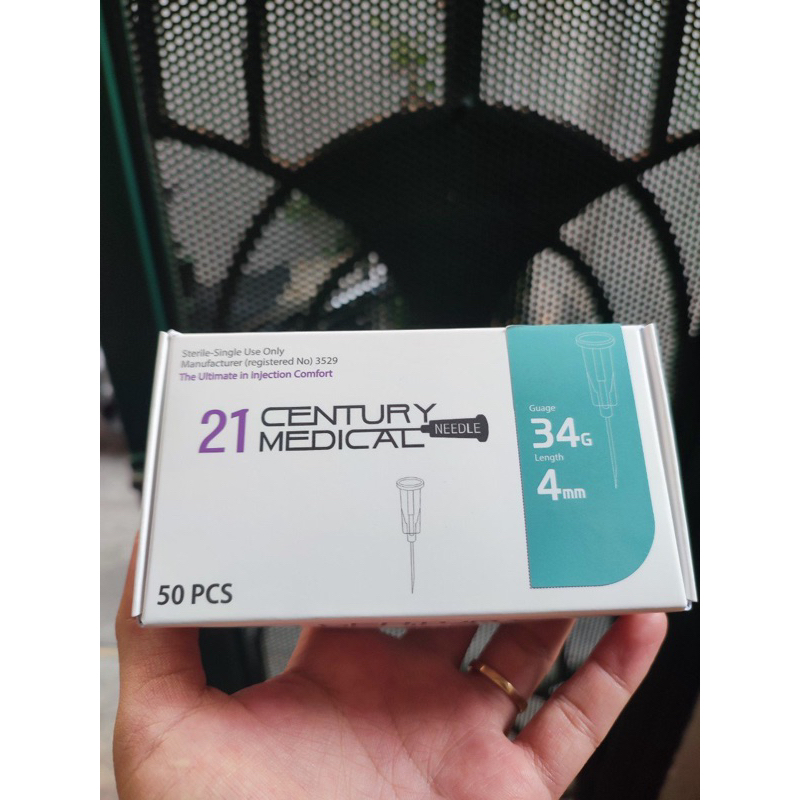 Sterile-Single Use Only
Manufacturer (registered No) 3529
The Ultimate in Injection Comfort
21 CENTURY
MEDICAL NEEDLE
50 PCS
Guage
34G
Length
4mm